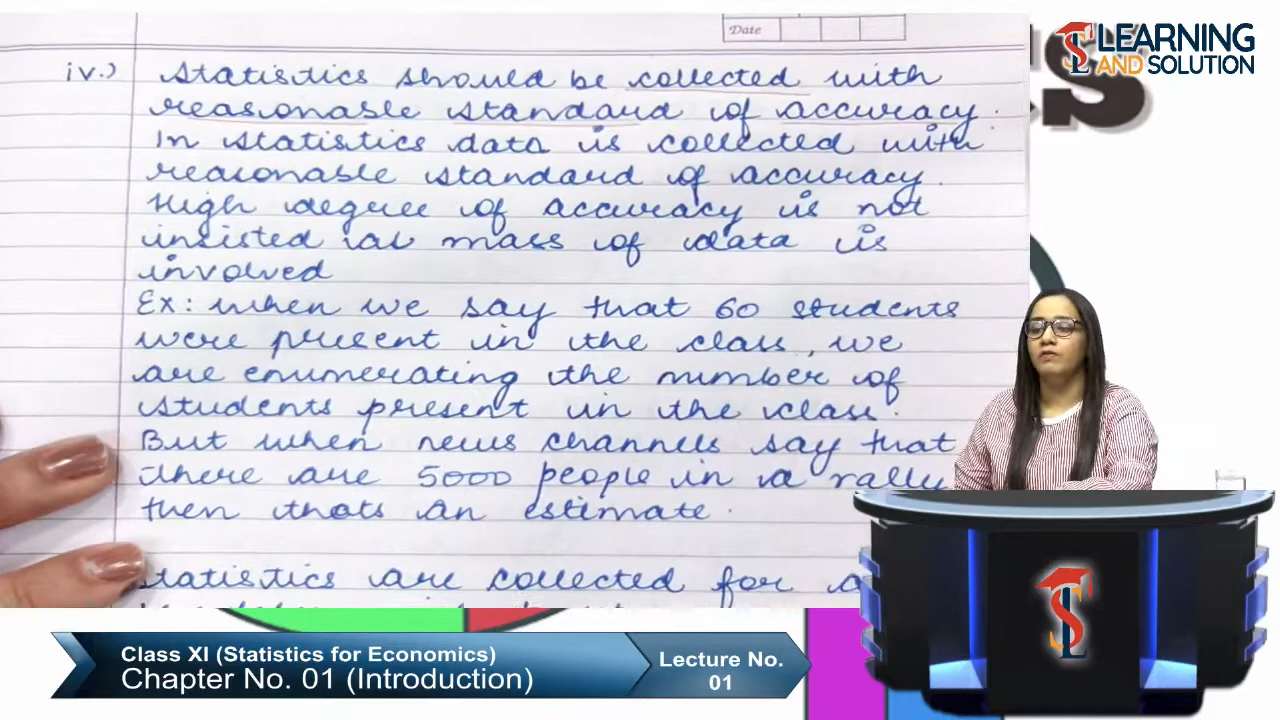 Date
LEARNING
AND SOLUTION
iv.) Statistics should be collected with
reasonable standard of accuracy.
In statistics data is collected with
reasonable standard of accuracy.
High degree of accuracy is not
insisted as mass of data is
involved
Ex: when we say that 60 students
were present in the class, we
are enumerating the number of
students present in the class.
But when news channels say that
there are 5000 people in a rally
then thats an estimate.
Statistics are collected for a
Class XI (Statistics for Economics)
Chapter No. 01 (Introduction)
Lecture No.
01